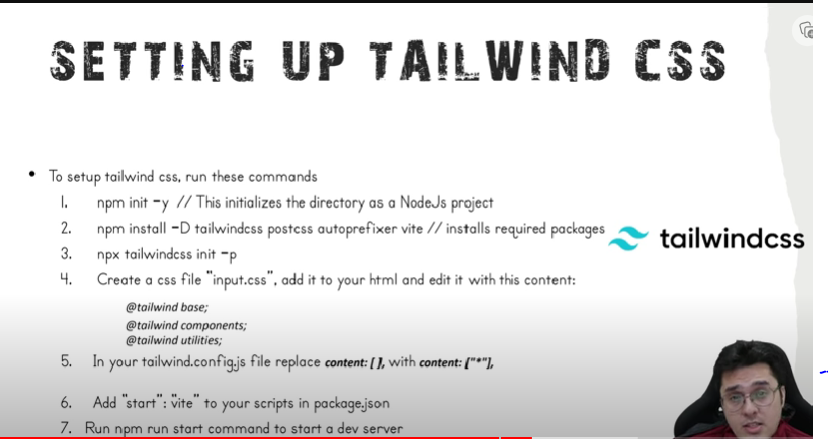 SETTING UP TAILWIND CSS
• To setup tailwind css, run these commands
1. npm init -y // This initializes the directory as a NodeJs project
2. npm install -D tailwindcss postcss autoprefixer vite // installs required packages
tailwindcss
3. npx tailwindcss init -p
4. Create a css file "input.css", add it to your html and edit it with this content:
@tailwind base;
@tailwind components;
@tailwind utilities;
5. In your tailwind.config.js file replace content: [ ], with content: ["*"],
6. Add "start": "vite" to your scripts in package.json
7. Run npm run start command to start a dev server